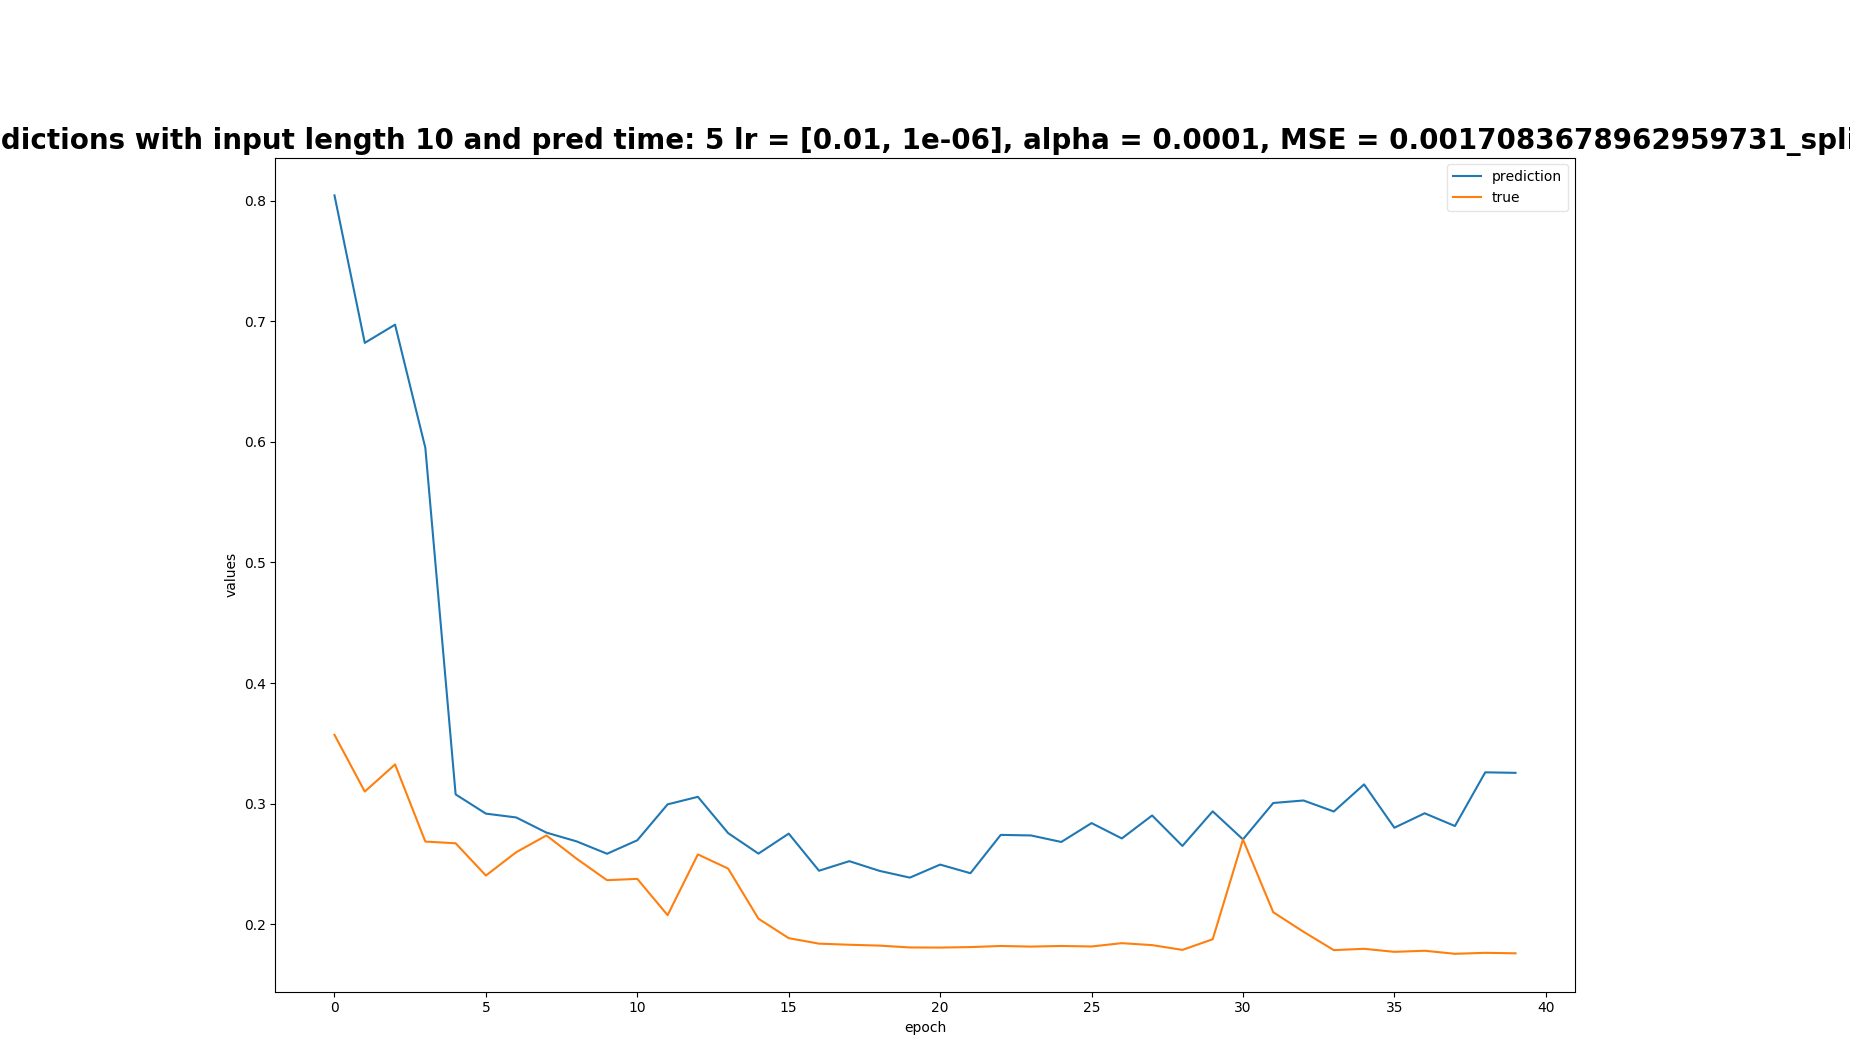 dictions with input length 10 and pred time: 5 lr = [0.01, 1e-06], alpha = 0.0001, MSE = 0.0017083678962959731_spli
prediction
true
0.8
0.7
0.6
0.5
0.4
0.3
0.2
values
0 5 10 15 20 25 30 35 40
epoch